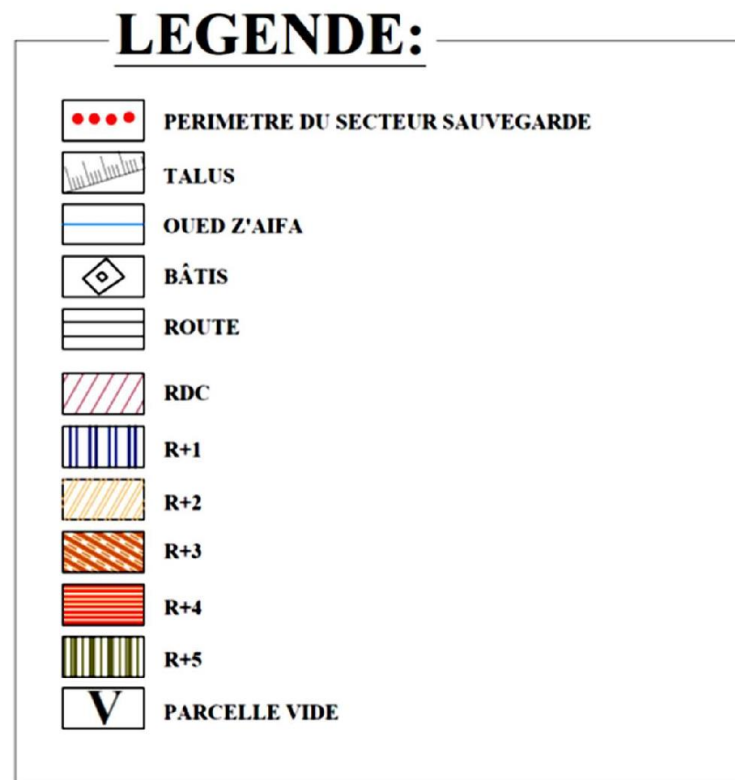 LEGENDE:
PERIMETRE DU SECTEUR SAUVEGARDE
TALUS
OUED Z'AIFA
BÂTIS
ROUTE
RDC
R+1
R+2
R+3
R+4
R+5
V PARCELLE VIDE